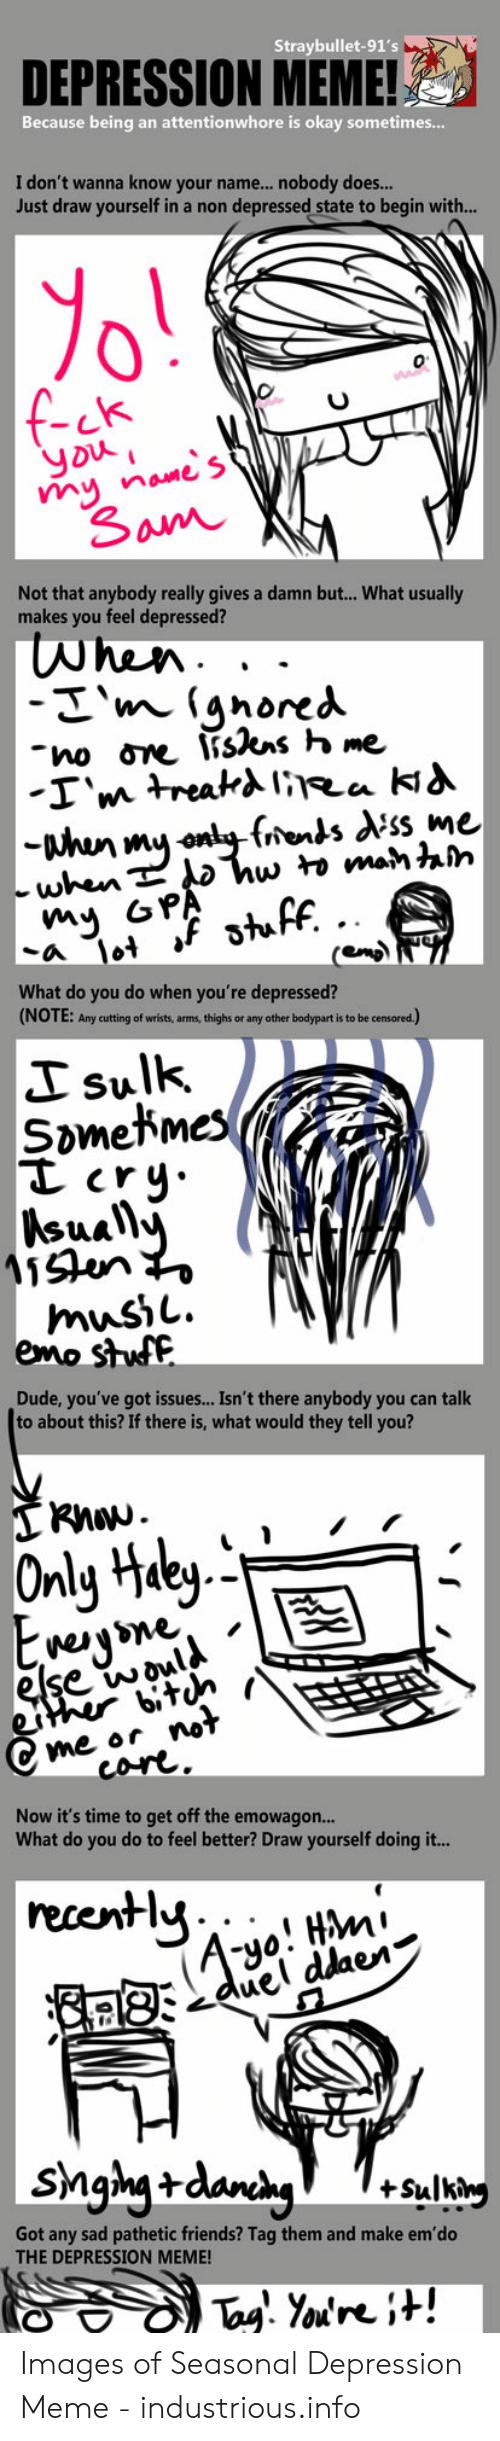 Straybullet-91's
DEPRESSION MEME!
Because being an attentionwhore is okay sometimes...
I don't wanna know your name... nobody does...
Just draw yourself in a non depressed state to begin with...
Yo!
f-ck
you,
my name's
Sam
Not that anybody really gives a damn but... What usually
makes you feel depressed?
When...
-I'm ignored
-no one listens to me
-I'm treated like a kid
-when my only friends diss me
-when I do hw to maintain
my GPA
-a lot of stuff...
(emo)
What do you do when you're depressed?
(NOTE: Any cutting of wrists, arms, thighs or any other bodypart is to be censored.)
I sulk.
Sometimes
I cry.
Usually
listen to
music.
emo stuff
Dude, you've got issues... Isn't there anybody you can talk
to about this? If there is, what would they tell you?
I know.
Only Haley.
Everyone
else would
either bitch
@ me or not
care.
Now it's time to get off the emowagon...
What do you do to feel better? Draw yourself doing it...
recently...
A-yo! Himi
duel ddaen~
singing + dancing
+ sulking
Got any sad pathetic friends? Tag them and make em'do
THE DEPRESSION MEME!
Tag! You're it!
Images of Seasonal Depression
Meme - industrious.info